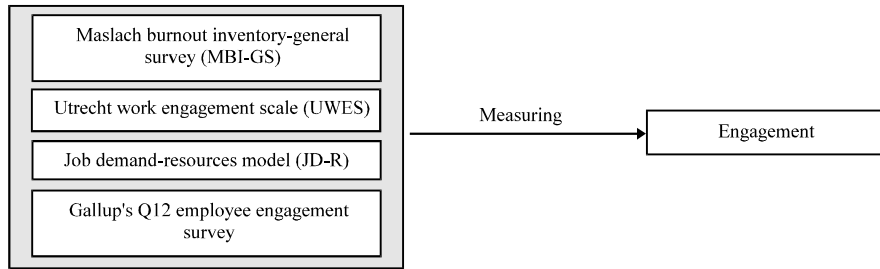 Maslach burnout inventory-general
survey (MBI-GS)
Utrecht work engagement scale (UWES)
Job demand-resources model (JD-R)
Gallup's Q12 employee engagement
survey
Measuring
Engagement